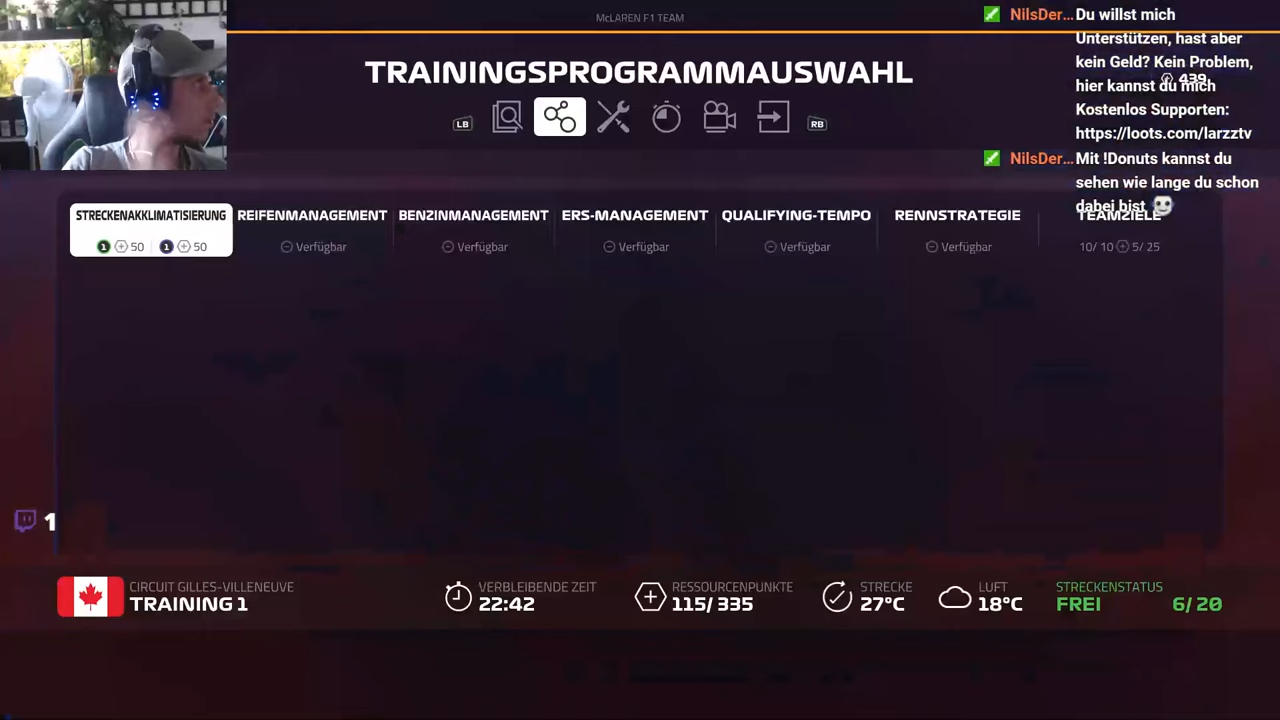 McLAREN F1 TEAM
TRAININGSPROGRAMMAUSWAHL
LB
RB
NilsDer... Du willst mich
Unterstützen, hast aber
kein Geld? Kein Problem,
439
hier kannst du mich
Kostenlos Supporten:
https://loots.com/larzztv
NilsDer... Mit !Donuts kannst du
sehen wie lange du schon
dabei bist
STRECKENAKKLIMATISIERUNG
1 50 1 50
REIFENMANAGEMENT
Verfügbar
BENZINMANAGEMENT
Verfügbar
ERS-MANAGEMENT
Verfügbar
QUALIFYING-TEMPO
Verfügbar
RENNSTRATEGIE
Verfügbar
TEAMZIELE
10/ 10 5/ 25
1
CIRCUIT GILLES-VILLENEUVE
TRAINING 1
VERBLEIBENDE ZEIT
22:42
RESSOURCENPUNKTE
115/ 335
STRECKE
27°C
LUFT
18°C
STRECKENSTATUS
FREI 6/ 20